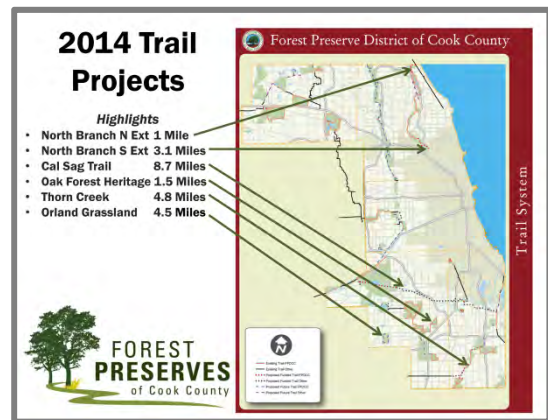 2014 Trail
Projects
Highlights
• North Branch N Ext 1 Mile
• North Branch S Ext 3.1 Miles
• Cal Sag Trail 8.7 Miles
• Oak Forest Heritage 1.5 Miles
• Thorn Creek 4.8 Miles
• Orland Grassland 4.5 Miles
FOREST
PRESERVES
of Cook County
Forest Preserve District of Cook County
Trail System